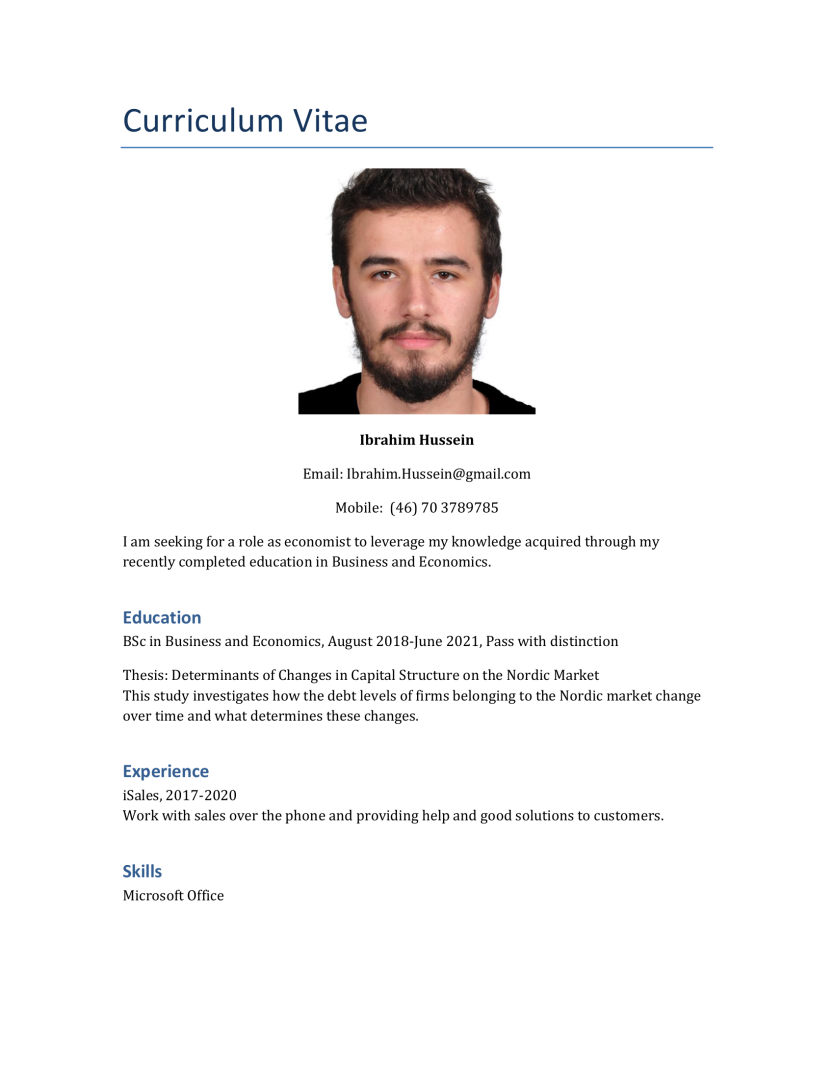 Curriculum Vitae
Ibrahim Hussein
Email: Ibrahim.Hussein@gmail.com
Mobile:  (46) 70 3789785
I am seeking for a role as economist to leverage my knowledge acquired through my
recently completed education in Business and Economics.
Education
BSc in Business and Economics, August 2018-June 2021, Pass with distinction
Thesis: Determinants of Changes in Capital Structure on the Nordic Market
This study investigates how the debt levels of firms belonging to the Nordic market change
over time and what determines these changes.
Experience
iSales, 2017-2020
Work with sales over the phone and providing help and good solutions to customers.
Skills
Microsoft Office